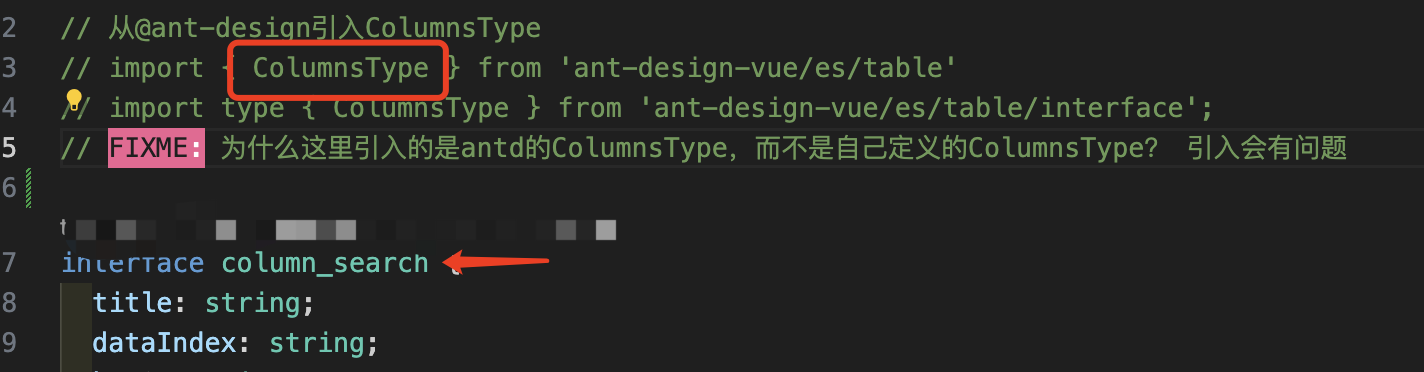 2 // 从@ant-design引入ColumnsType
3 // import { ColumnsType } from 'ant-design-vue/es/table'
4 // import type { ColumnsType } from 'ant-design-vue/es/table/interface';
5 // FIXME: 为什么这里引入的是antd的ColumnsType，而不是自己定义的ColumnsType？ 引入会有问题
6
7 interface column_search {
8 title: string;
9 dataIndex: string;